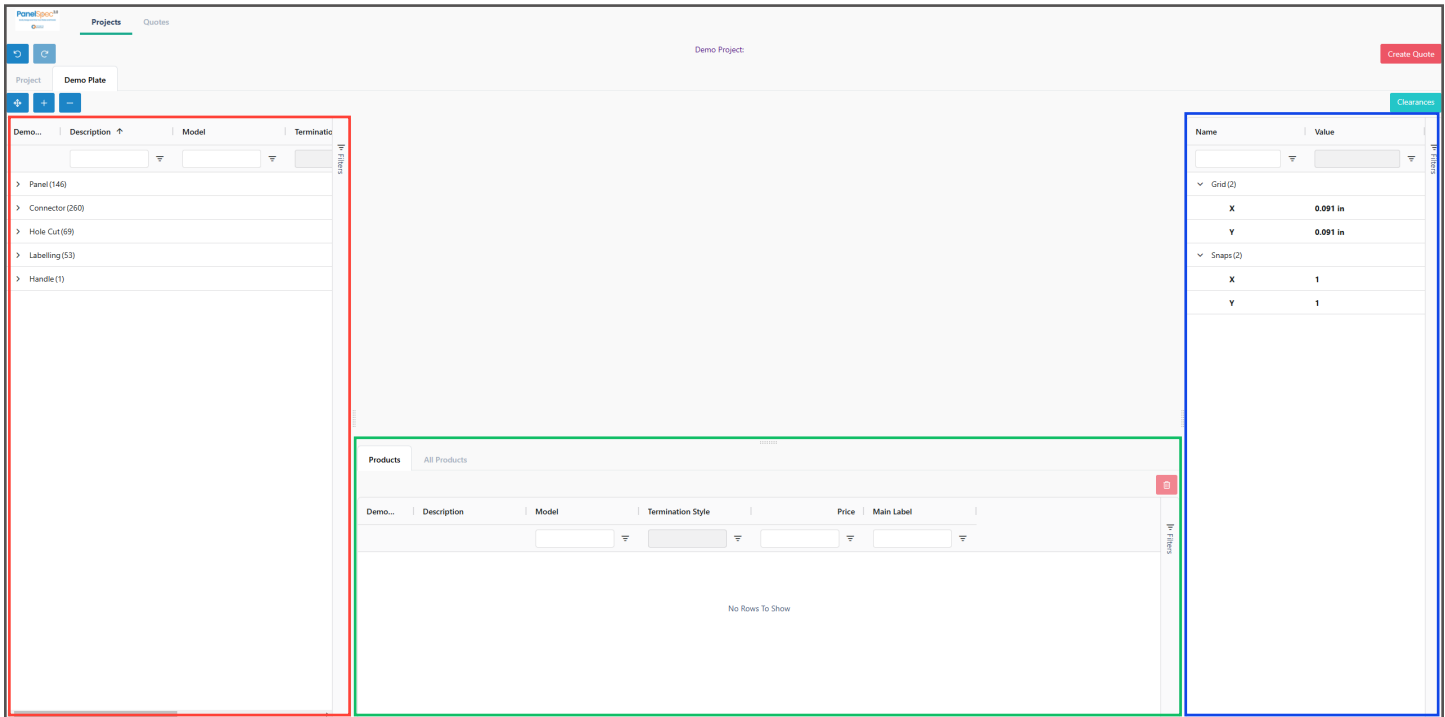 PanelSpec
Projects
Quotes
Demo Project:
Create Quote
Project
Demo Plate
Clearances
Demo...
Description
Model
Terminatio
Filters
Panel (146)
Connector (260)
Hole Cut (69)
Labelling (53)
Handle (1)
Products
All Products
Demo...
Description
Model
Termination Style
Price
Main Label
Filters
No Rows To Show
Name
Value
Filters
Grid (2)
X 0.091 in
Y 0.091 in
Snaps (2)
X 1
Y 1